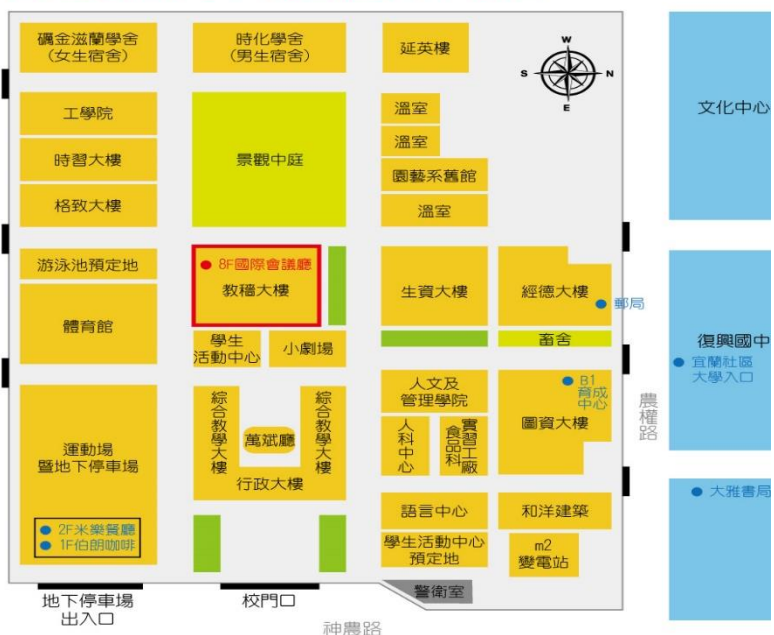 礪金滋蘭學舍
（女生宿舍）
時化學舍
（男生宿舍）
延英樓
W
S
N
E
文化中心
工學院
時習大樓
格致大樓
景觀中庭
溫室
溫室
園藝系舊館
溫室
游泳池預定地
體育館
8F國際會議廳
教穡大樓
生資大樓
經德大樓
郵局
學生
活動中心
小劇場
畜舍
復興國中
宜蘭社區
大學入口
運動場
暨地下停車場
綜合教學大樓
萬斌廳
綜合教學大樓
行政大樓
人文及
管理學院
人科中心
食品科
實習工廠
B1
育成
中心
圖資大樓
農權路
2F米樂餐廳
1F伯朗咖啡
語言中心
和洋建築
學生活動中心
預定地
m2
變電站
大雅書局
警衛室
地下停車場
出入口
校門口
神農路